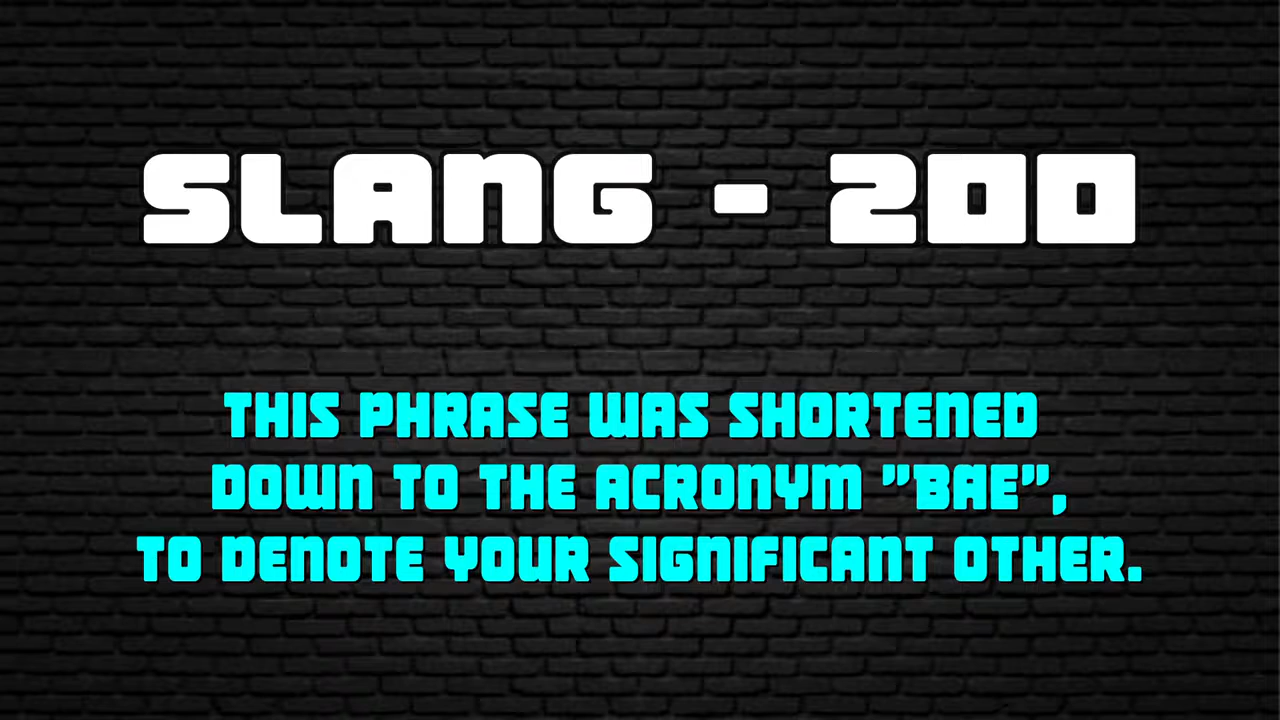 SLANG - 200
THIS PHRASE WAS SHORTENED
DOWN TO THE ACRONYM "BAE",
TO DENOTE YOUR SIGNIFICANT OTHER.